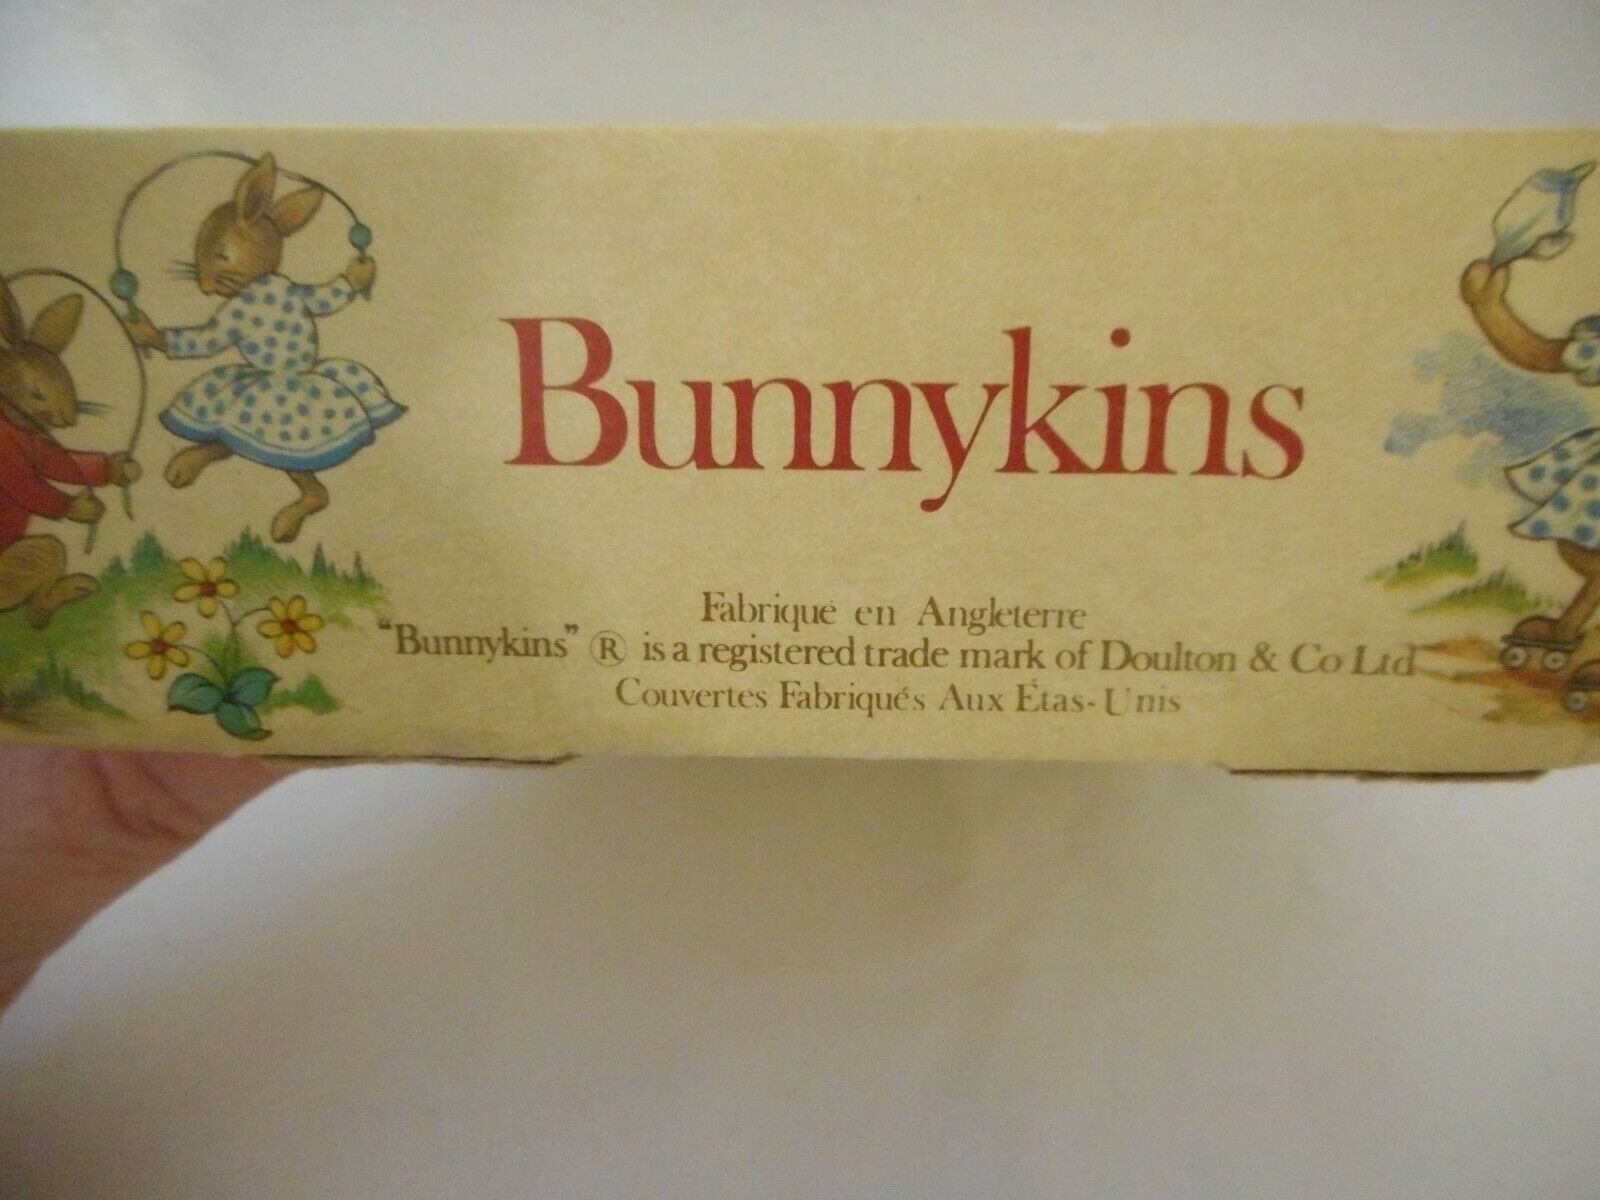 Bunnykins
Fabriqué en Angleterre
"Bunnykins" ® is a registered trade mark of Doulton & Co Ltd
Couvertes Fabriqués Aux Étas-Unis